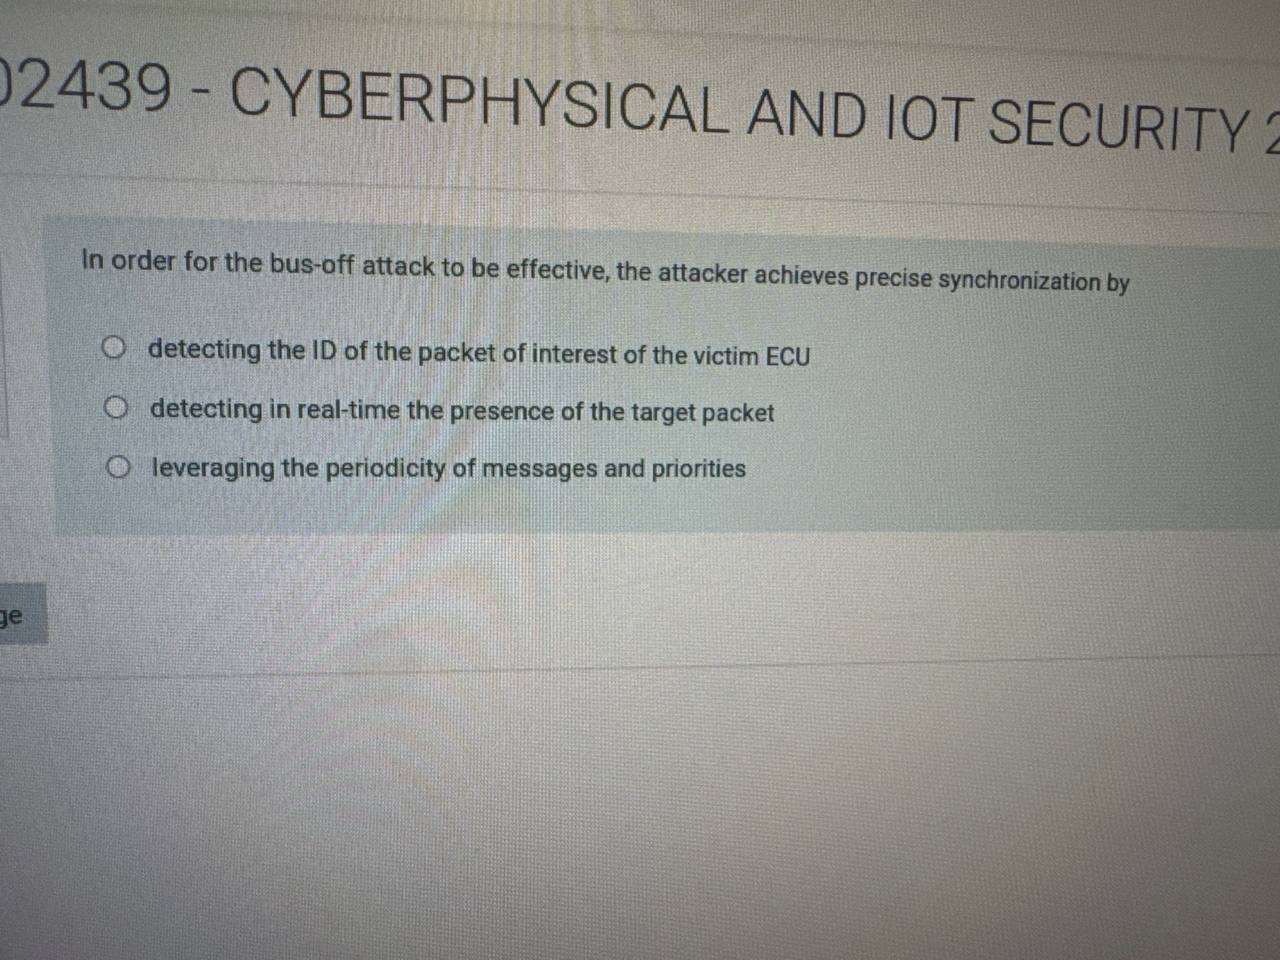 02439 - CYBERPHYSICAL AND IOT SECURITY 2
In order for the bus-off attack to be effective, the attacker achieves precise synchronization by
detecting the ID of the packet of interest of the victim ECU
detecting in real-time the presence of the target packet
leveraging the periodicity of messages and priorities
ge